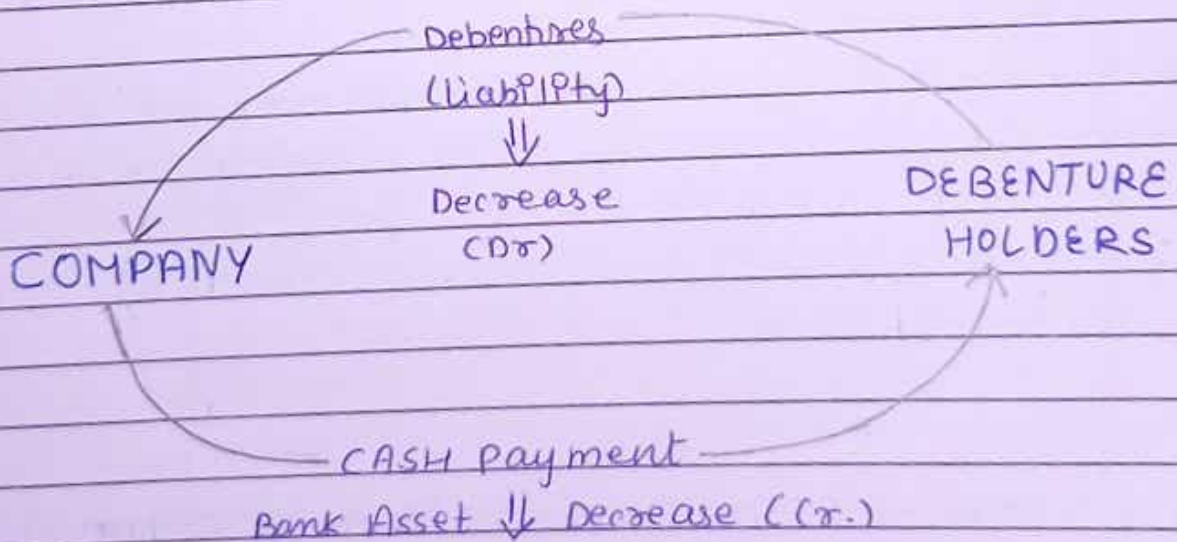 Debentures
(Liability)
⇓
Decrease
(Dr)
COMPANY
DEBENTURE
HOLDERS
CASH Payment
Bank Asset ⇓ Decrease (Cr.)